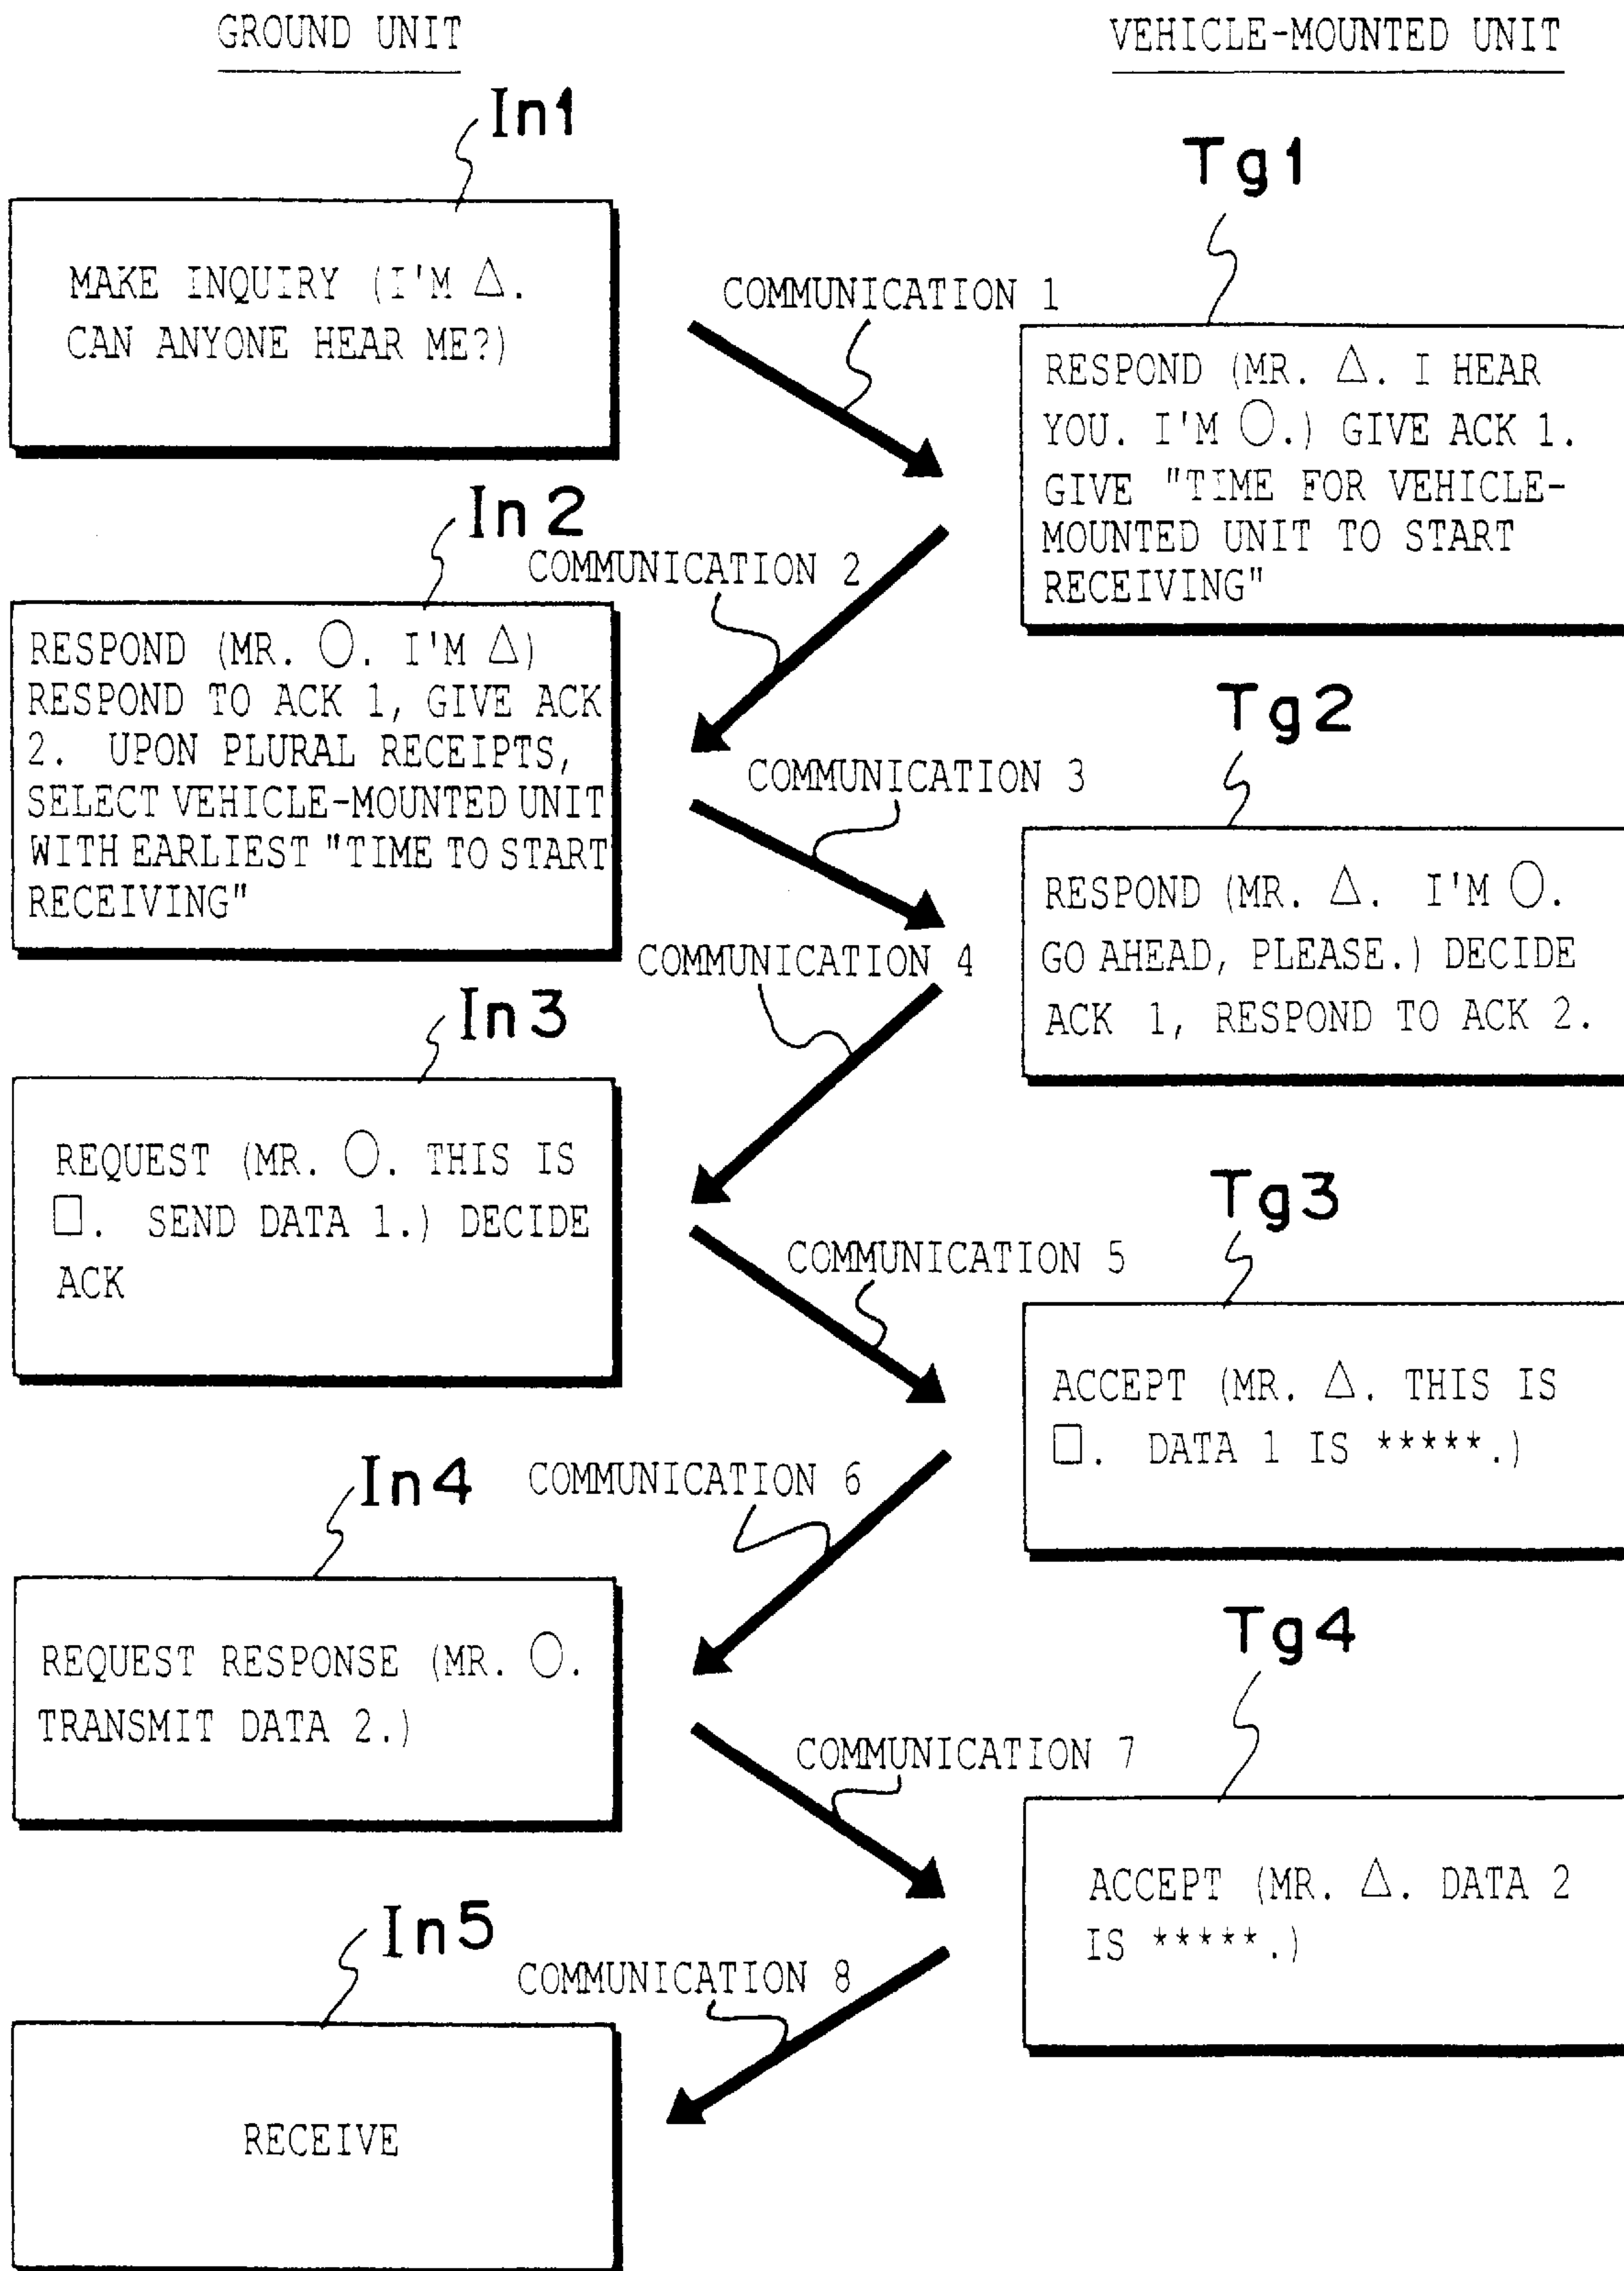 GROUND UNIT
VEHICLE-MOUNTED UNIT
In1
MAKE INQUIRY (I'M △.
CAN ANYONE HEAR ME?)
COMMUNICATION 1
Tg1
RESPOND (MR. △. I HEAR
YOU. I'M ○.) GIVE ACK 1.
GIVE "TIME FOR VEHICLE-
MOUNTED UNIT TO START
RECEIVING"
COMMUNICATION 2
In2
RESPOND (MR. ○. I'M △)
RESPOND TO ACK 1, GIVE ACK
2. UPON PLURAL RECEIPTS,
SELECT VEHICLE-MOUNTED UNIT
WITH EARLIEST "TIME TO START
RECEIVING"
COMMUNICATION 3
Tg2
RESPOND (MR. △. I'M ○.
GO AHEAD, PLEASE.) DECIDE
ACK 1, RESPOND TO ACK 2.
COMMUNICATION 4
In3
REQUEST (MR. ○. THIS IS
□. SEND DATA 1.) DECIDE
ACK
COMMUNICATION 5
Tg3
ACCEPT (MR. △. THIS IS
□. DATA 1 IS *****.)
COMMUNICATION 6
In4
REQUEST RESPONSE (MR. ○.
TRANSMIT DATA 2.)
COMMUNICATION 7
Tg4
ACCEPT (MR. △. DATA 2
IS *****.)
COMMUNICATION 8
In5
RECEIVE